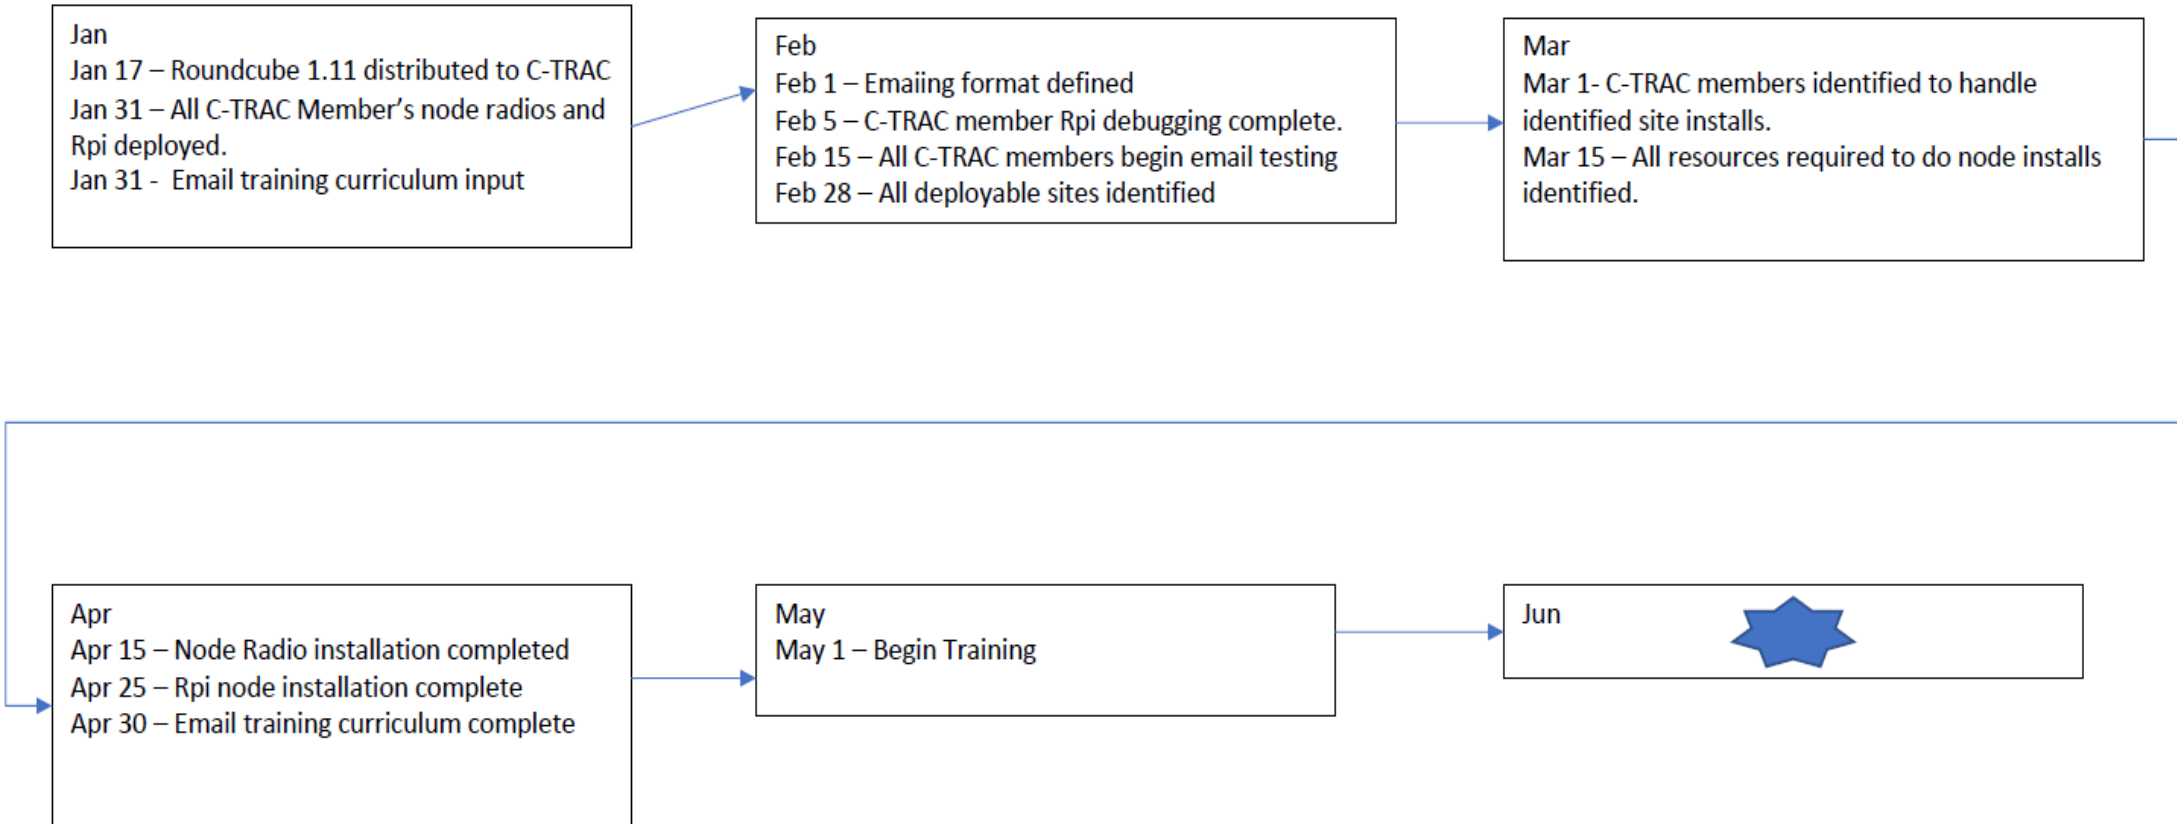 Jan
Jan 17 – Roundcube 1.11 distributed to C-TRAC
Jan 31 – All C-TRAC Member’s node radios and
Rpi deployed.
Jan 31 -  Email training curriculum input
Feb
Feb 1 – Emaiing format defined
Feb 5 – C-TRAC member Rpi debugging complete.
Feb 15 – All C-TRAC members begin email testing
Feb 28 – All deployable sites identified
Mar
Mar 1- C-TRAC members identified to handle
identified site installs.
Mar 15 – All resources required to do node installs
identified.
Apr
Apr 15 – Node Radio installation completed
Apr 25 – Rpi node installation complete
Apr 30 – Email training curriculum complete
May
May 1 – Begin Training
Jun